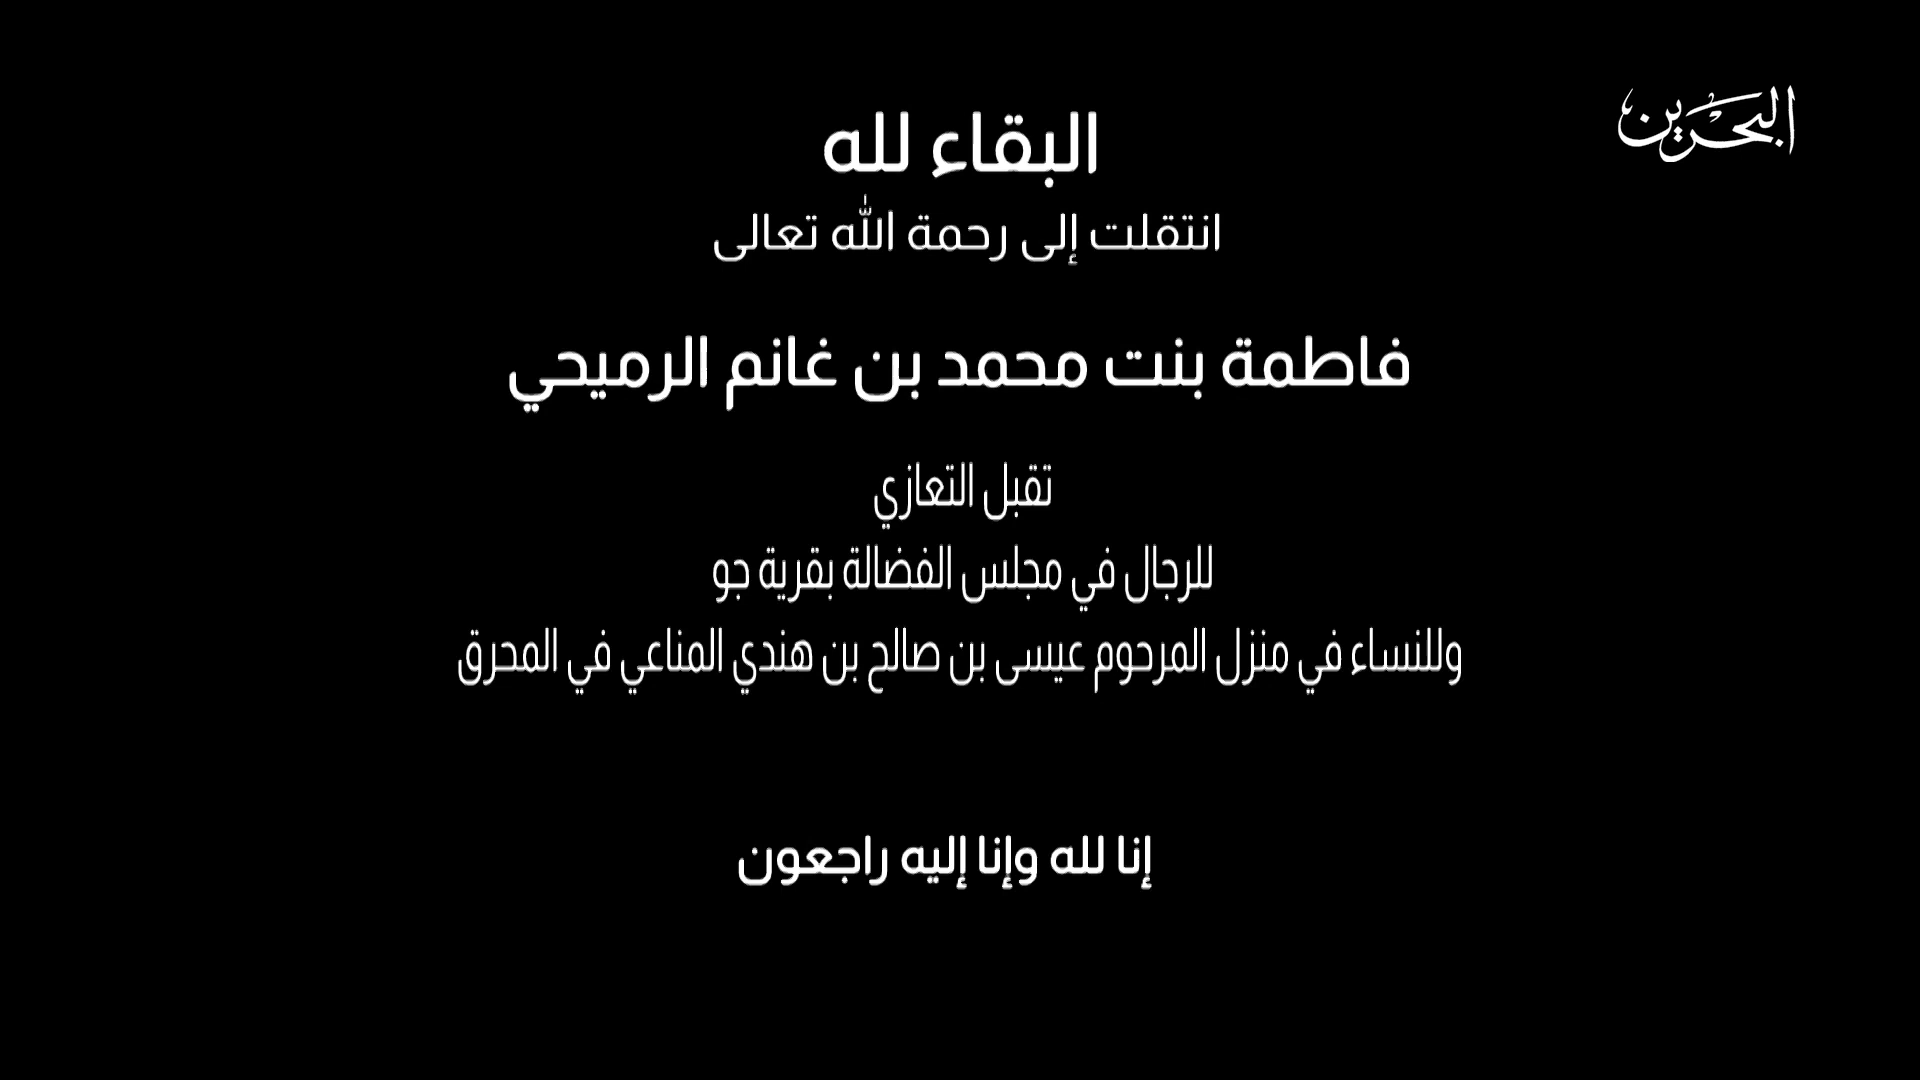 البحرين
البقاء لله
انتقلت إلى رحمة الله تعالى
فاطمة بنت محمد بن غانم الرميحي
تقبل التعازي
للرجال في مجلس الفضالة بقرية جو
وللنساء في منزل المرحوم عيسى بن صالح بن هندي المناعي في المحرق
إنا لله وإنا إليه راجعون